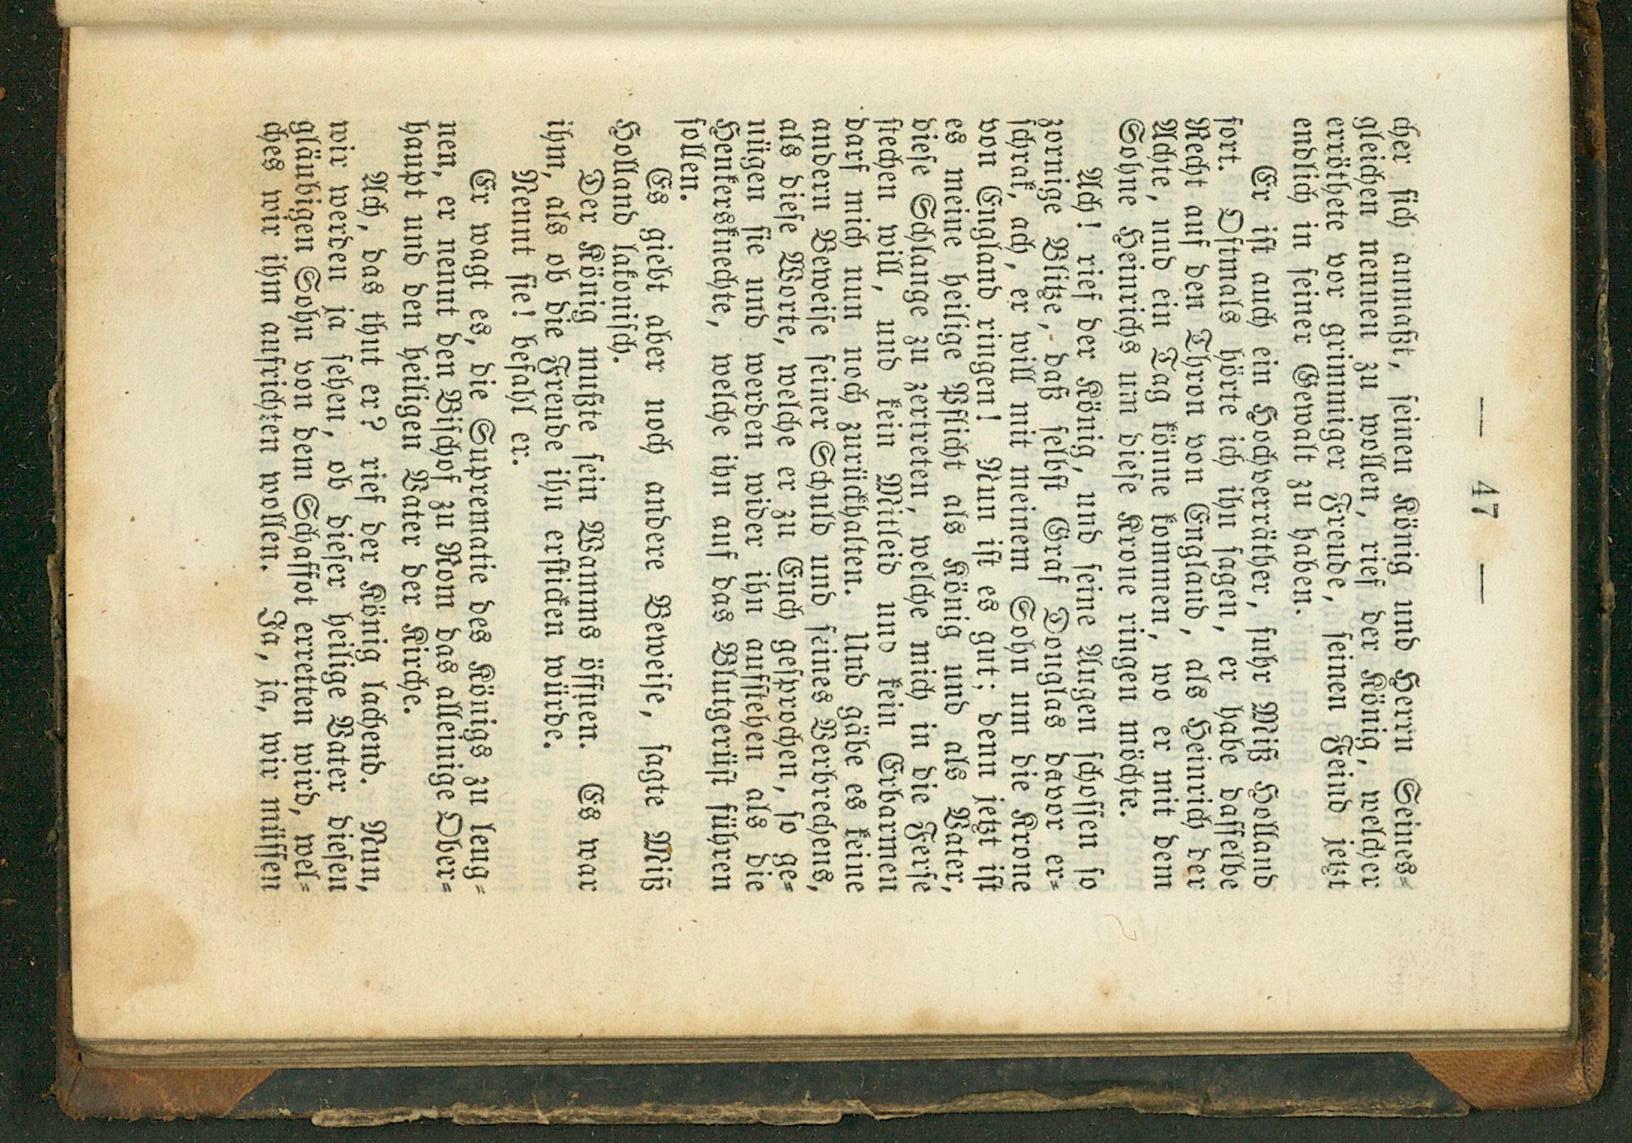 — 47 —
cher sich anmaßt, seinen König und Herrn Seines-
gleichen nennen zu wollen, rief der König, welcher
erröthete vor grimmiger Freude, seinen Feind jetzt
endlich in seiner Gewalt zu haben.
Er ist auch ein Hochverräther, fuhr Miß Holland
fort. Oftmals hörte ich ihn sagen, er habe dasselbe
Recht auf den Thron von England, als Heinrich der
Achte, und ein Tag könne kommen, wo er mit dem
Sohne Heinrichs um diese Krone ringen möchte.
Ach! rief der König, und seine Augen schossen so
zornige Blitze, daß selbst Graf Douglas davor er-
schrak, ach, er will mit meinem Sohn um die Krone
von England ringen! Nun ist es gut; denn jetzt ist
es meine heilige Pflicht als König und als Vater,
diese Schlange zu zertreten, welche mich in die Ferse
stechen will, und kein Mitleid und kein Erbarmen
darf mich nun noch zurückhalten. Und gäbe es keine
andern Beweise seiner Schuld und seines Verbrechens,
als diese Worte, welche er zu Euch gesprochen, so ge-
nügen sie und werden wider ihn aufstehen als die
Henkersknechte, welche ihn auf das Blutgerüst führen
sollen.
Es giebt aber noch andere Beweise, sagte Miß
Holland lakonisch.
Der König mußte sein Wamms öffnen. Es war
ihm, als ob die Freude ihn ersticken würde.
Nennt sie! befahl er.
Er wagt es, die Suprematie des Königs zu leug-
nen, er nennt den Bischof zu Rom das alleinige Ober-
haupt und den heiligen Vater der Kirche.
Ach, das thut er? rief der König lachend. Nun,
wir werden ja sehen, ob dieser heilige Vater diesen
gläubigen Sohn von dem Schaffot erretten wird, wel-
ches wir ihm aufrichten wollen. Ja, ja, wir müssen